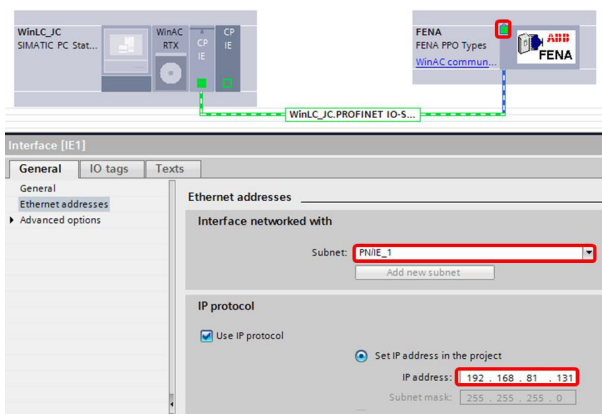 WinLC_JC
SIMATIC PC Stat...
WinAC
RTX
CP
IE
CP
IE
FENA
FENA PPO Types
WinAC commun...
ABB
FENA
WinLC_JC.PROFINET IO-S...
Interface [IE1]
General
IO tags
Texts
General
Ethernet addresses
Advanced options
Ethernet addresses
Interface networked with
Subnet: PN/IE_1
Add new subnet
IP protocol
Use IP protocol
Set IP address in the project
IP address: 192 . 168 . 81 . 131
Subnet mask: 255 . 255 . 255 . 0